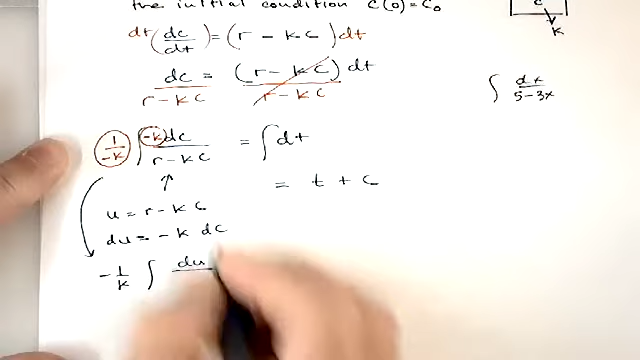 the initial condition C(0) = C₀
dt (dc/dt) = (r - kC) dt
dc/(r - kC) = (r - kC)/(r - kC) dt
1/-k ∫ -k dc/(r - kC) = ∫ dt
= t + C
u = r - kC
du = -k dC
-1/k ∫ du
C
k
∫ dx/(5-3x)